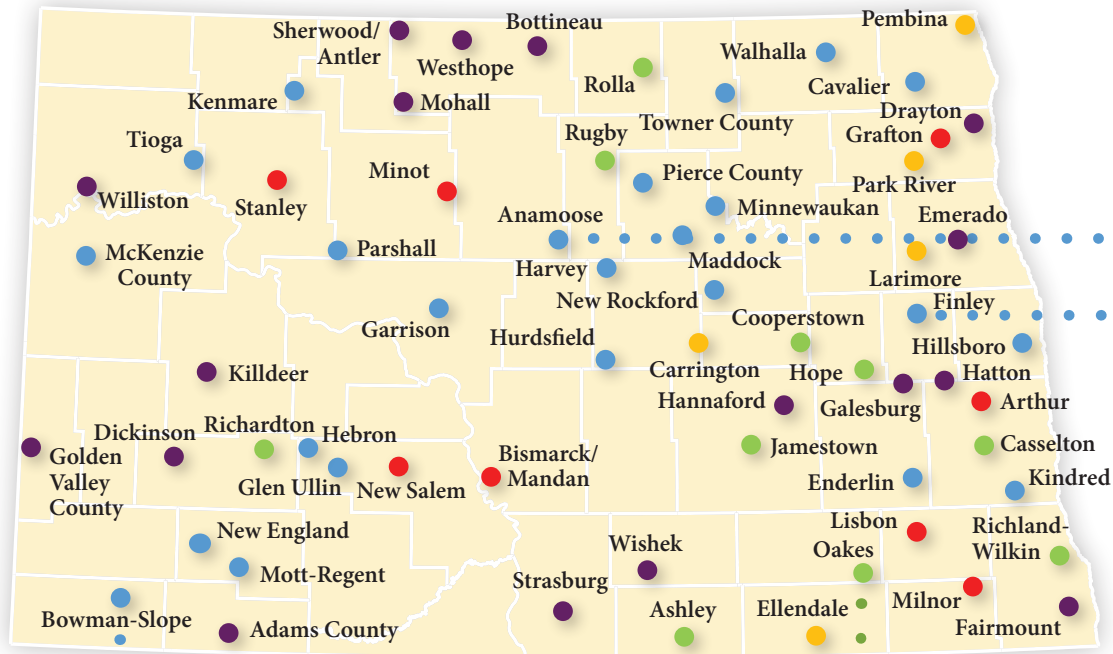 Pembina
Bottineau
Sherwood/
Antler
Westhope
Walhalla
Rolla
Cavalier
Kenmare
Mohall
Drayton
Towner County
Grafton
Rugby
Tioga
Minot
Pierce County
Park River
Williston
Stanley
Minnewaukan
Anamoose
Emerado
McKenzie
County
Parshall
Maddock
Harvey
Larimore
New Rockford
Finley
Garrison
Cooperstown
Hurdsfield
Hillsboro
Killdeer
Carrington
Hope
Hatton
Hannaford
Galesburg
Arthur
Richardton
Dickinson
Hebron
Jamestown
Casselton
Golden
Valley
County
Bismarck/
Mandan
Glen Ullin
New Salem
Enderlin
Kindred
New England
Lisbon
Richland-
Wilkin
Wishek
Oakes
Mott-Regent
Strasburg
Ashley
Ellendale
Milnor
Bowman-Slope
Adams County
Fairmount